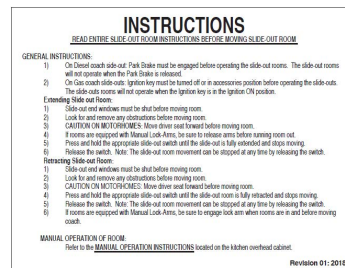 INSTRUCTIONS
READ ENTIRE SLIDE-OUT ROOM INSTRUCTIONS BEFORE MOVING SLIDE-OUT ROOM
GENERAL INSTRUCTIONS:
1) On Diesel coach side-out: Park Brake must be engaged before operating the slide-out rooms. The slide-out rooms
will not operate when the Park Brake is released.
2) On Gas coach slide-outs: Ignition key must be turned off or in accessories position before operating the slide-outs.
The slide-outs rooms will not operate when the Ignition key is in the Ignition ON position.
Extending Slide out Room:
1) Slide-out end windows must be shut before moving room.
2) Look for and remove any obstructions before moving room.
3) CAUTION ON MOTORHOMES: Move driver seat forward before moving room.
4) If rooms are equipped with Manual Lock-Arms, be sure to release arms before running room out.
5) Press and hold the appropriate slide-out switch until the slide-out is fully extended and stops moving.
6) Release the switch. Note: The slide-out room movement can be stopped at any time by releasing the switch.
Retracting Slide-out Room:
1) Slide-out end windows must be shut before moving room.
2) Look for and remove any obstructions before moving room.
3) CAUTION ON MOTORHOMES: Move driver seat forward before moving room.
4) Press and hold the appropriate slide-out switch until the slide-out room is fully retracted and stops moving.
5) Release the switch. Note: The slide-out room movement can be stopped at any time by releasing the switch.
6) If rooms are equipped with Manual Lock-Arms, be sure to engage lock arm when rooms are in and before moving
coach.
MANUAL OPERATION OF ROOM:
Refer to the MANUAL OPERATION INSTRUCTIONS located on the kitchen overhead cabinet.
Revision 01: 2018